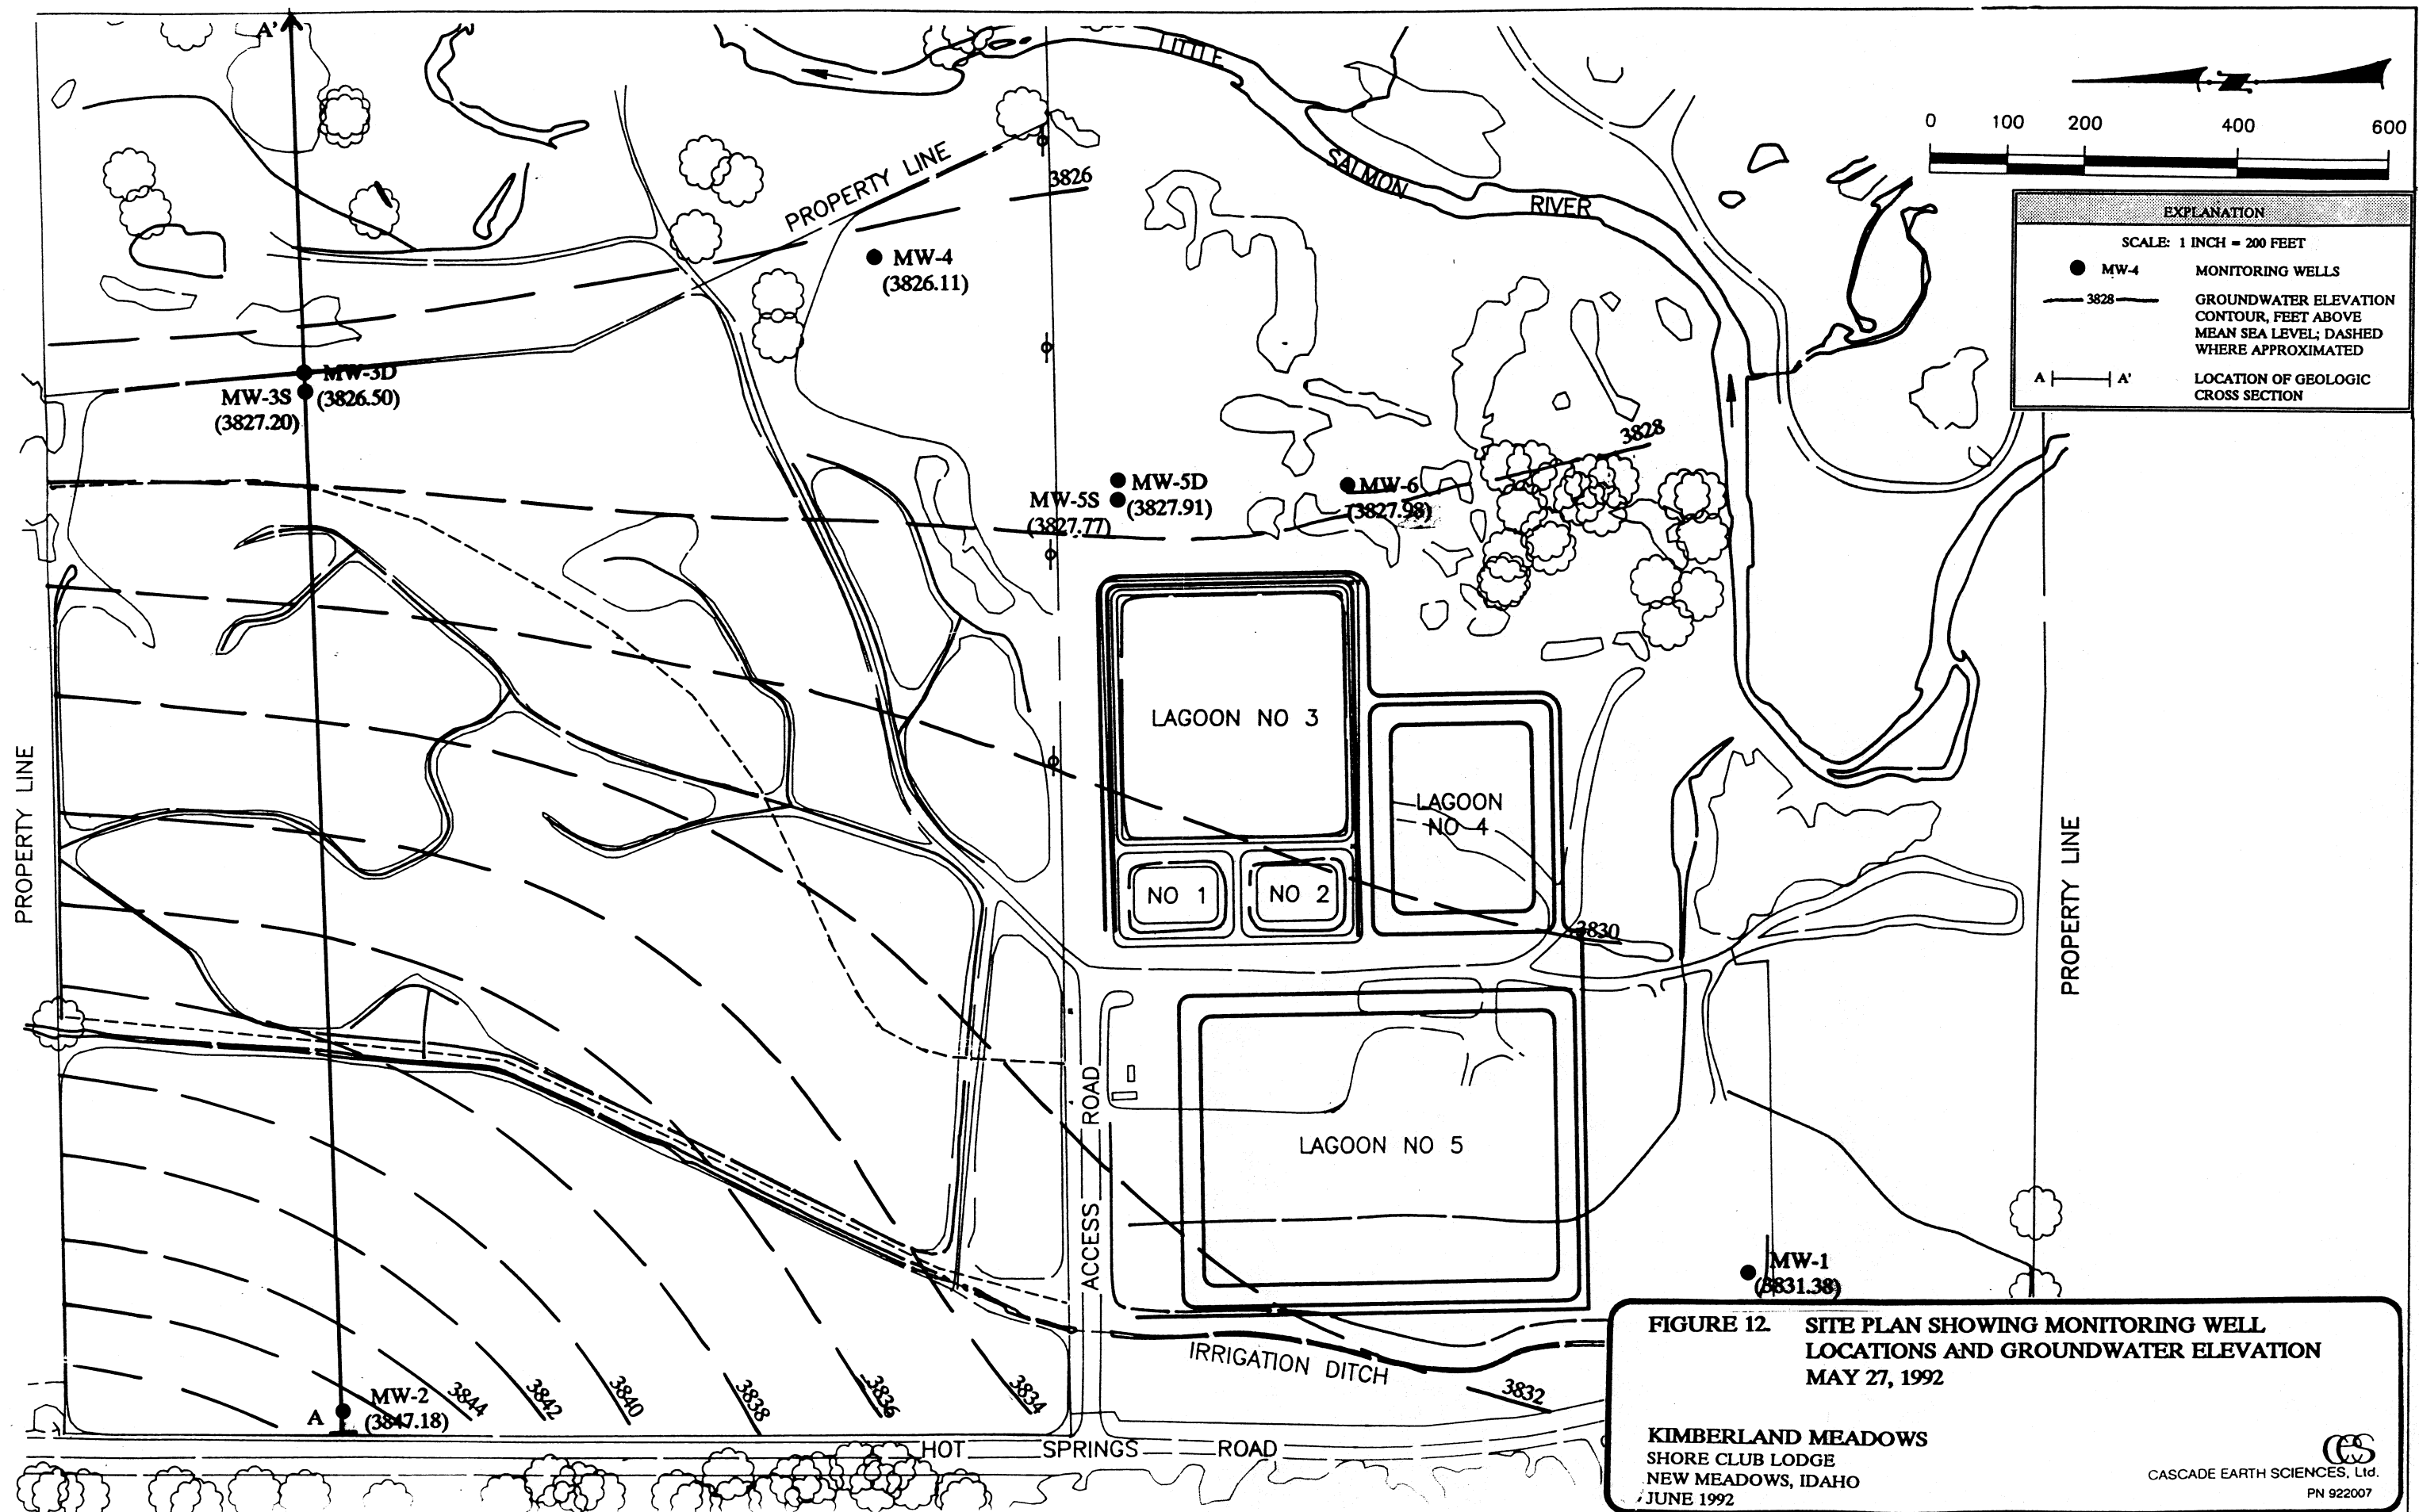 A'
LITTLE
0 100 200 400 600
PROPERTY LINE
3826
SALMON
RIVER
EXPLANATION
SCALE: 1 INCH = 200 FEET
MW-4 MONITORING WELLS
3828 GROUNDWATER ELEVATION
CONTOUR, FEET ABOVE
MEAN SEA LEVEL; DASHED
WHERE APPROXIMATED
A A' LOCATION OF GEOLOGIC
CROSS SECTION
MW-4
(3826.11)
MW-3D
(3826.50)
MW-3S
(3827.20)
3828
MW-5D
(3827.91)
MW-5S
(3827.77)
MW-6
(3827.98)
LAGOON NO 3
LAGOON
NO 4
NO 1
NO 2
3830
PROPERTY LINE
PROPERTY LINE
LAGOON NO 5
ACCESS ROAD
MW-1
(3831.38)
IRRIGATION DITCH
3832
3834
3836
3838
3840
3842
3844
A
MW-2
(3847.18)
HOT SPRINGS ROAD
FIGURE 12. SITE PLAN SHOWING MONITORING WELL
LOCATIONS AND GROUNDWATER ELEVATION
MAY 27, 1992
KIMBERLAND MEADOWS
SHORE CLUB LODGE
NEW MEADOWS, IDAHO
JUNE 1992
CES
CASCADE EARTH SCIENCES, Ltd.
PN 922007